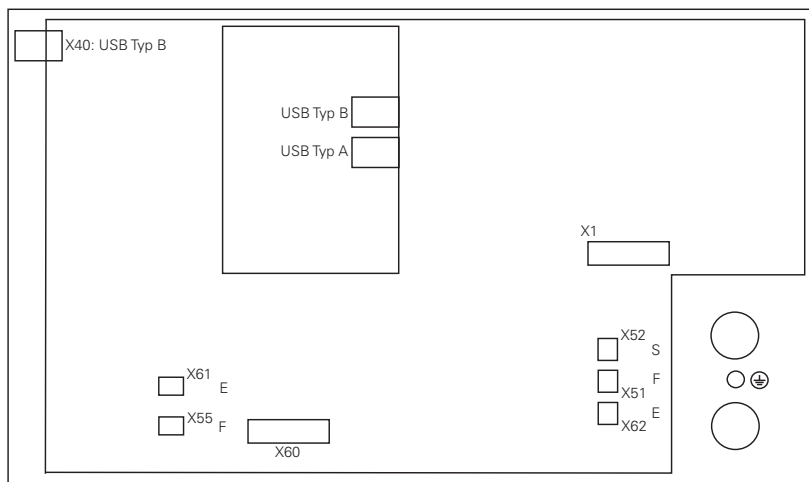 X40: USB Typ B
USB Typ B
USB Typ A
X1
X52
S
X61
E
F
X51
X55
F
E
X62
X60